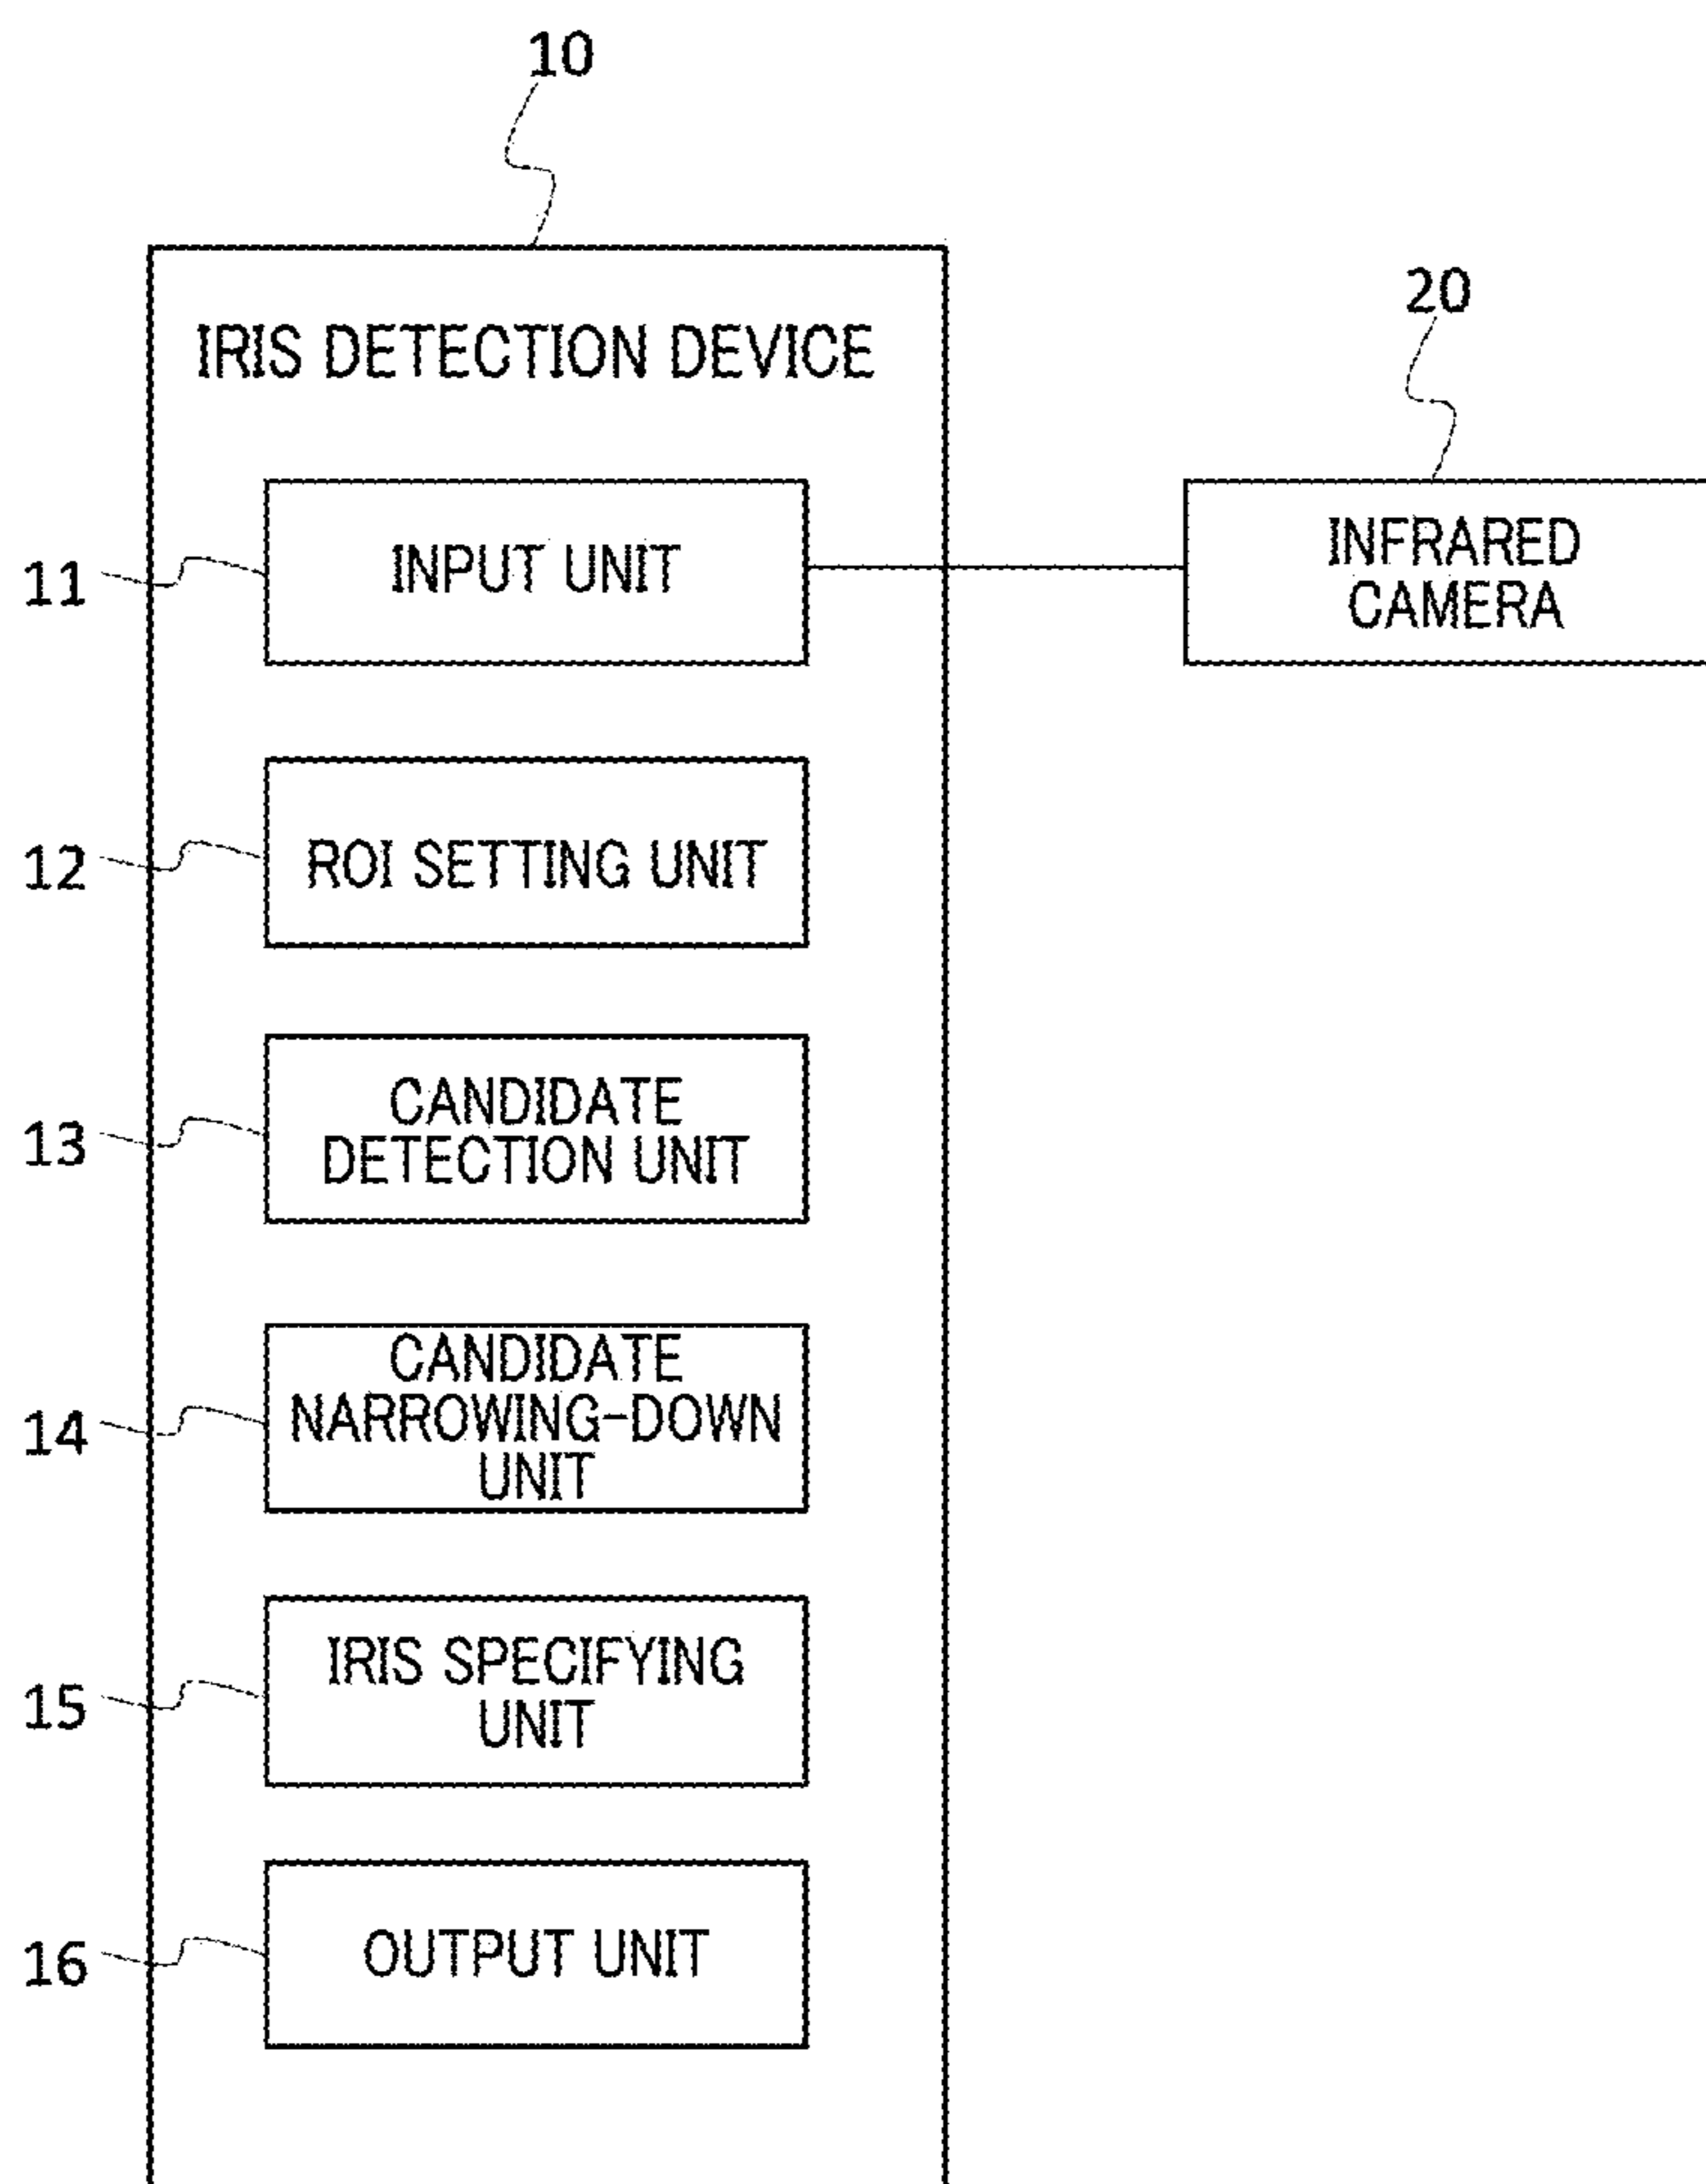 10
20
IRIS DETECTION DEVICE
11
INPUT UNIT
INFRARED
CAMERA
12
ROI SETTING UNIT
13
CANDIDATE
DETECTION UNIT
14
CANDIDATE
NARROWING-DOWN
UNIT
15
IRIS SPECIFYING
UNIT
16
OUTPUT UNIT